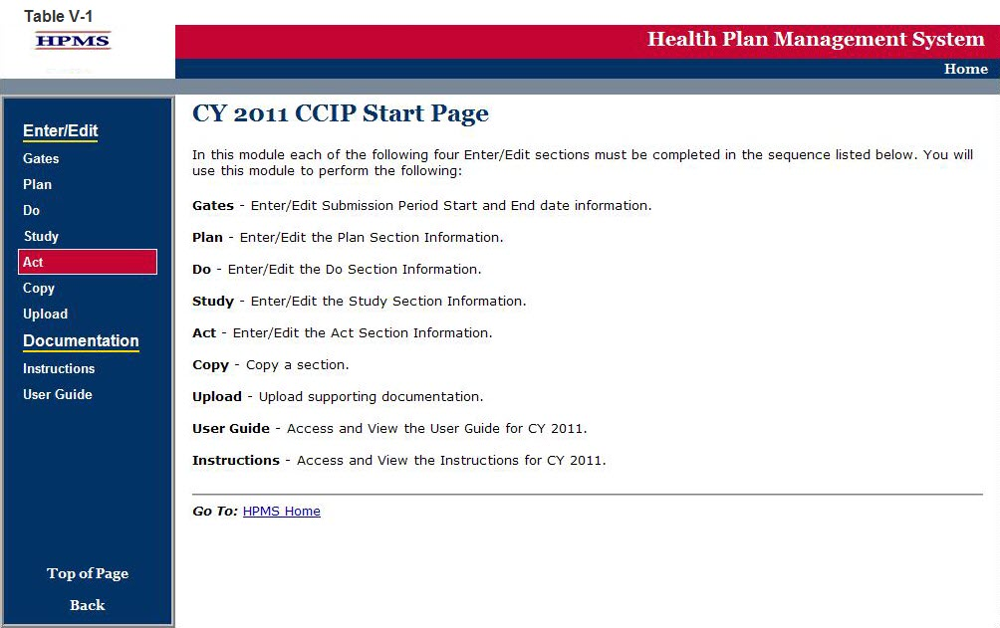 Table V-1
HPMS
Health Plan Management System
Home
Enter/Edit
Gates
Plan
Do
Study
Act
Copy
Upload
Documentation
Instructions
User Guide
Top of Page
Back
CY 2011 CCIP Start Page
In this module each of the following four Enter/Edit sections must be completed in the sequence listed below. You will
use this module to perform the following:
Gates - Enter/Edit Submission Period Start and End date information.
Plan - Enter/Edit the Plan Section Information.
Do - Enter/Edit the Do Section Information.
Study - Enter/Edit the Study Section Information.
Act - Enter/Edit the Act Section Information.
Copy - Copy a section.
Upload - Upload supporting documentation.
User Guide - Access and View the User Guide for CY 2011.
Instructions - Access and View the Instructions for CY 2011.
Go To: HPMS Home